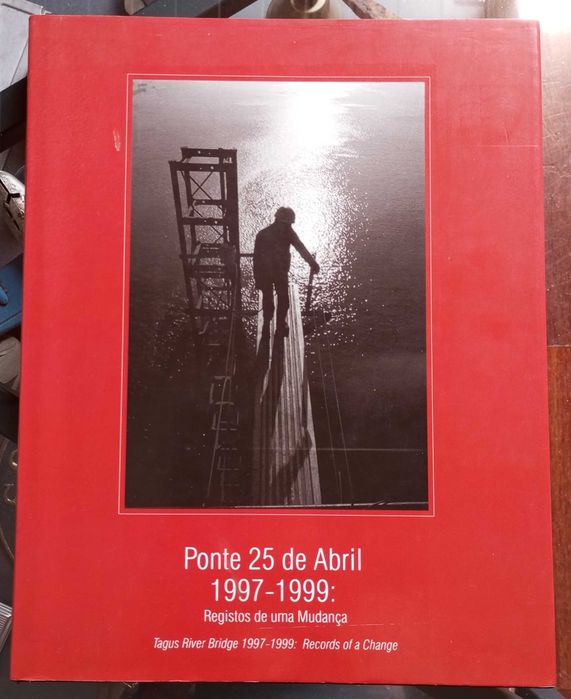 Ponte 25 de Abril
1997-1999:
Registos de uma Mudança
Tagus River Bridge 1997-1999: Records of a Change